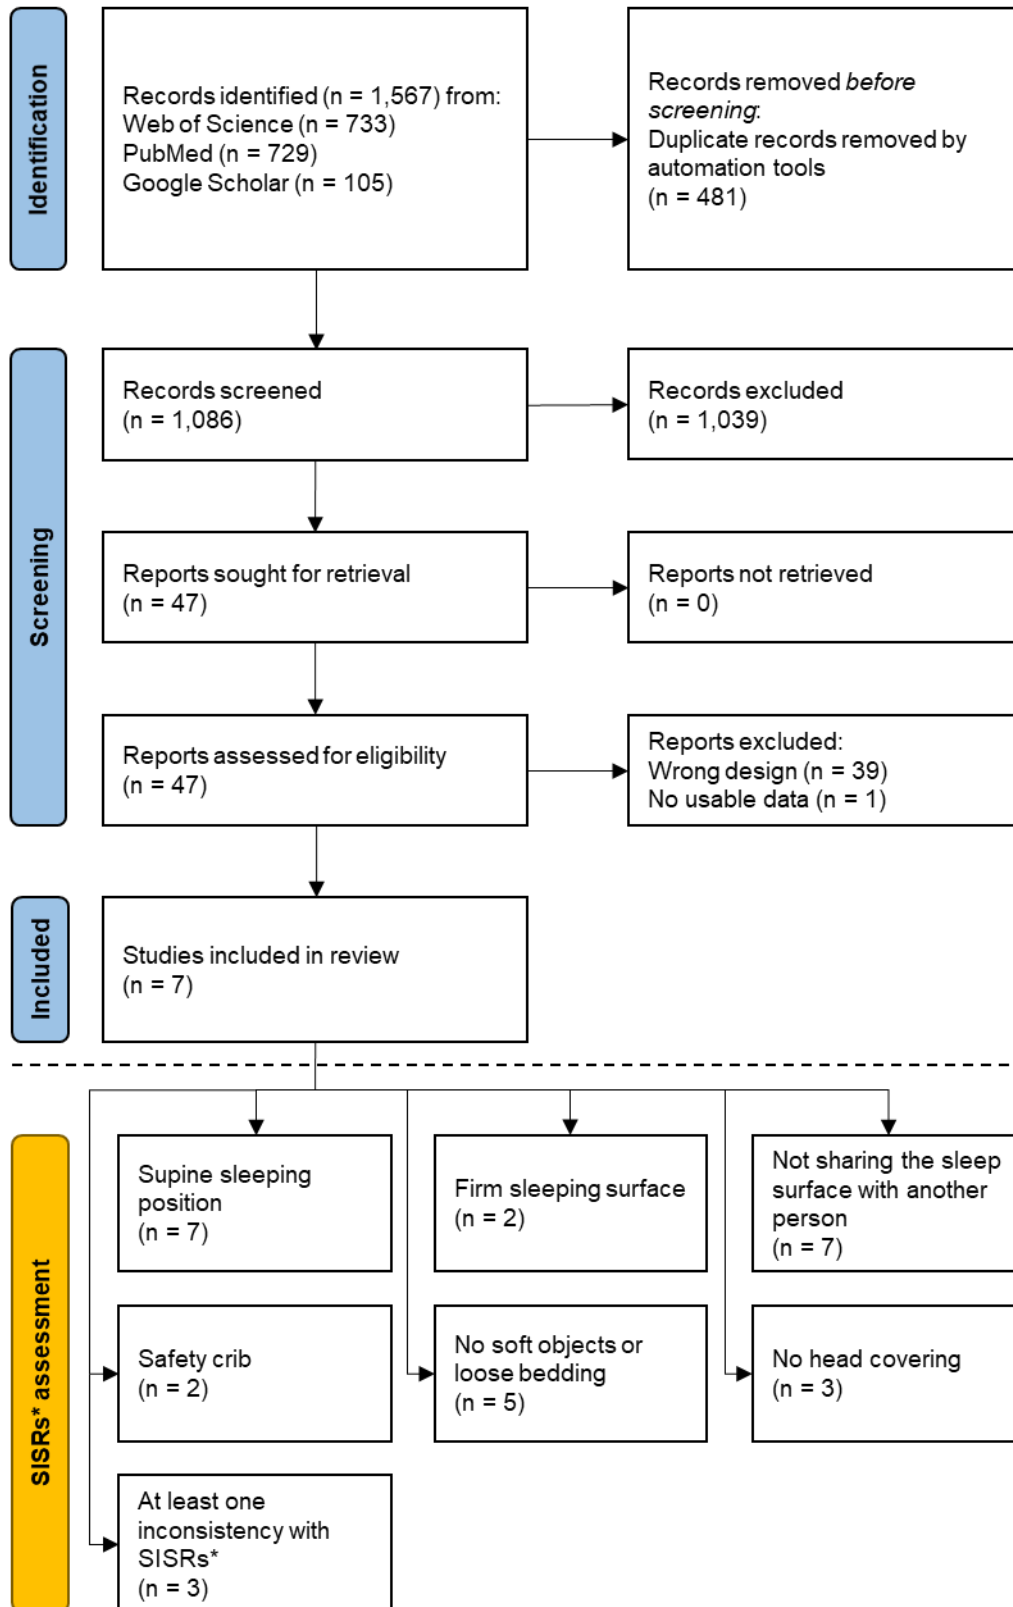 Identification
Records identified (n = 1,567) from:
Web of Science (n = 733)
PubMed (n = 729)
Google Scholar (n = 105)
Records removed before
screening:
Duplicate records removed by
automation tools
(n = 481)
Screening
Records screened
(n = 1,086)
Records excluded
(n = 1,039)
Reports sought for retrieval
(n = 47)
Reports not retrieved
(n = 0)
Reports assessed for eligibility
(n = 47)
Reports excluded:
Wrong design (n = 39)
No usable data (n = 1)
Included
Studies included in review
(n = 7)
SISRs* assessment
Supine sleeping
position
(n = 7)
Firm sleeping surface
(n = 2)
Not sharing the sleep
surface with another
person
(n = 7)
Safety crib
(n = 2)
No soft objects or
loose bedding
(n = 5)
No head covering
(n = 3)
At least one
inconsistency with
SISRs*
(n = 3)